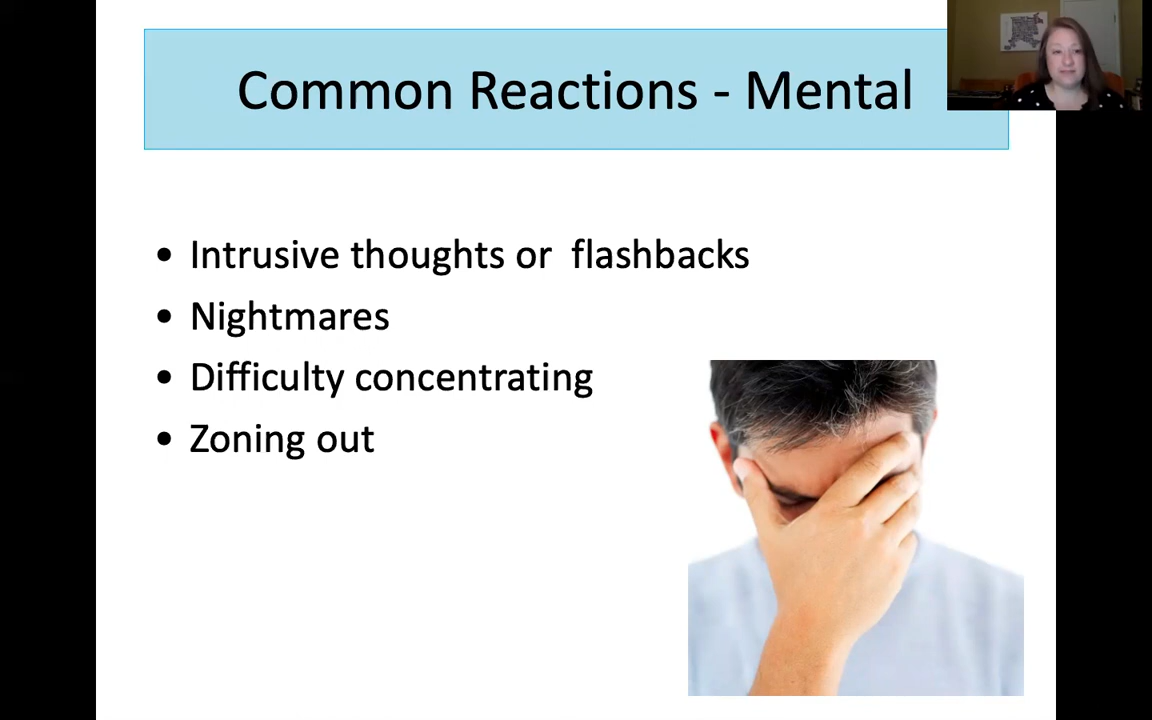 Common Reactions - Mental
• Intrusive thoughts or  flashbacks
• Nightmares
• Difficulty concentrating
• Zoning out